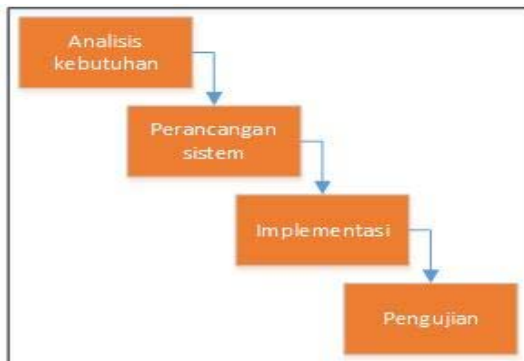 Analisis
kebutuhan
Perancangan
sistem
Implementasi
Pengujian